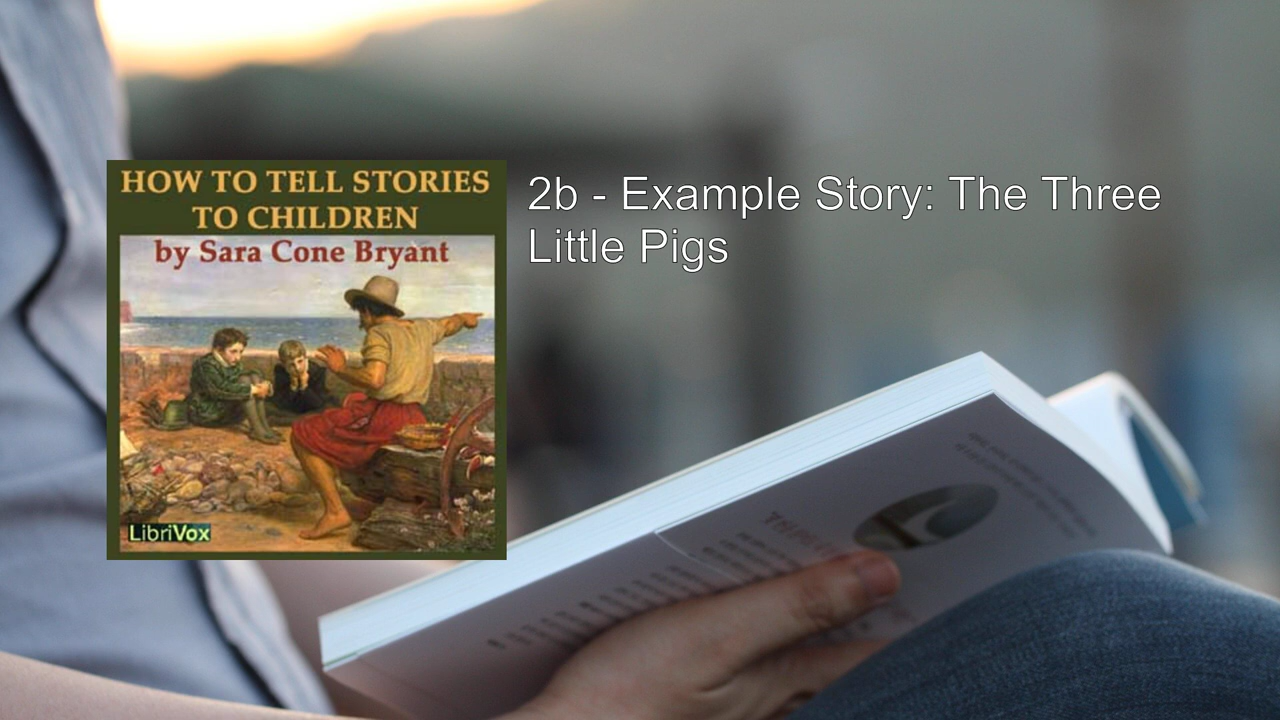 HOW TO TELL STORIES
TO CHILDREN
by Sara Cone Bryant
LibriVox
2b - Example Story: The Three
Little Pigs